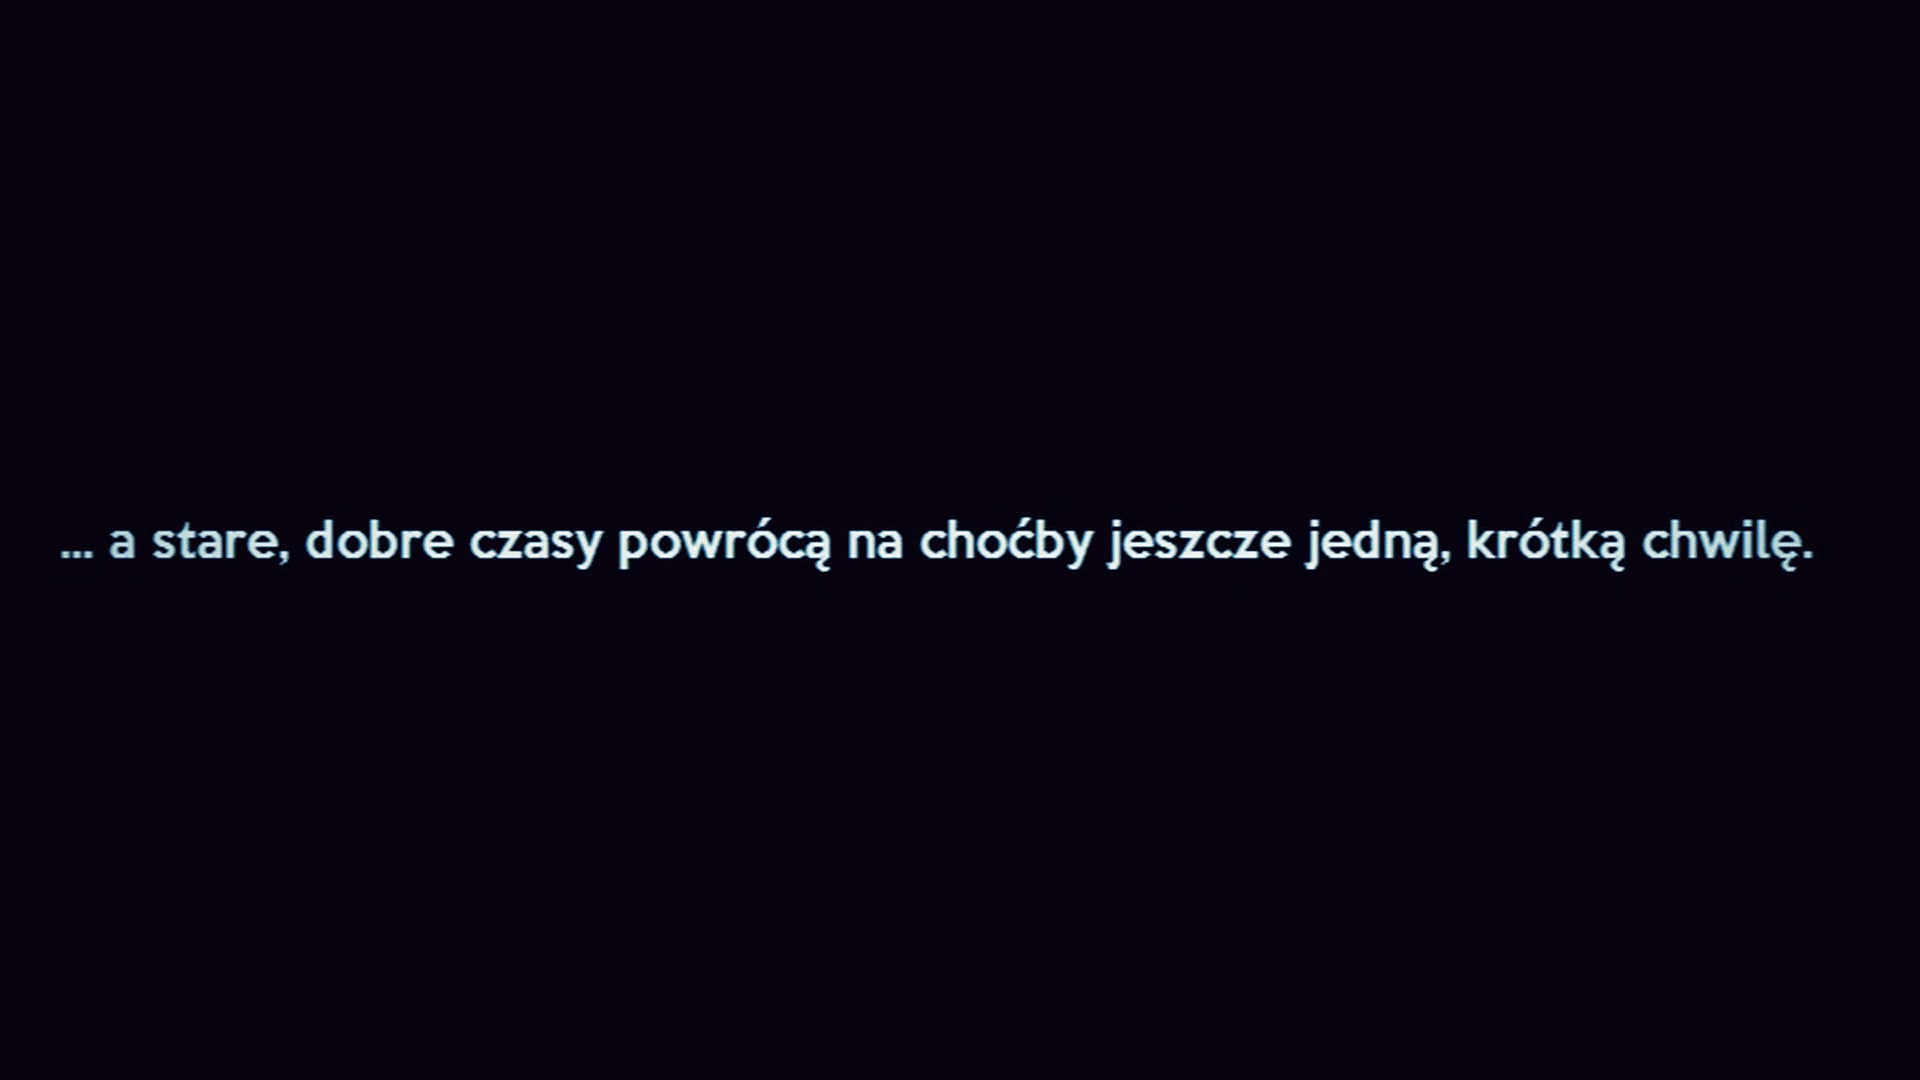 ... a stare, dobre czasy powrócą na choćby jeszcze jedną, krótką chwilę.